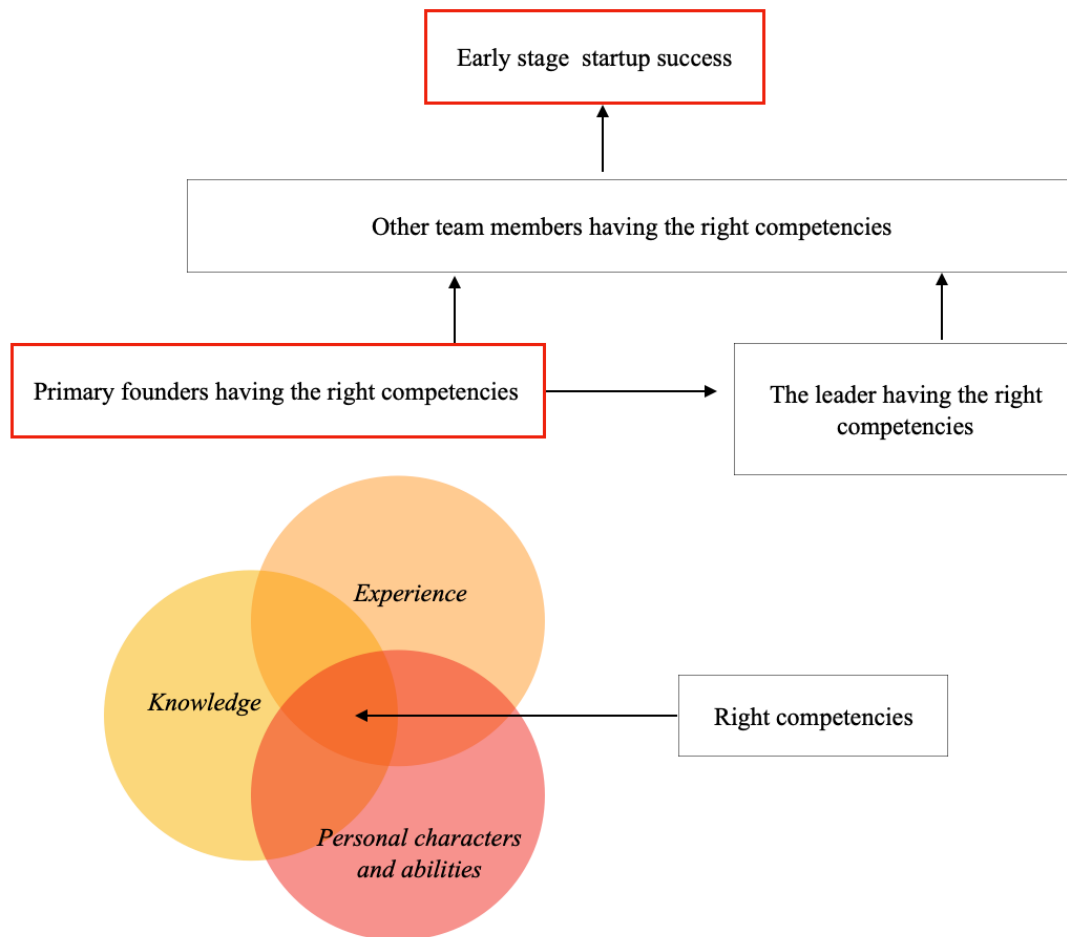 Early stage  startup success
Other team members having the right competencies
Primary founders having the right competencies
The leader having the right
competencies
Experience
Knowledge
Right competencies
Personal characters
and abilities